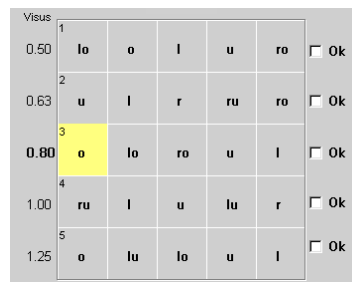 Visus
1
0.50 lo o l u ro Ok
2
0.63 u l r ru ro Ok
3
0.80 o lo ro u l Ok
4
1.00 ru l u lu r Ok
5
1.25 o lu lo u l Ok